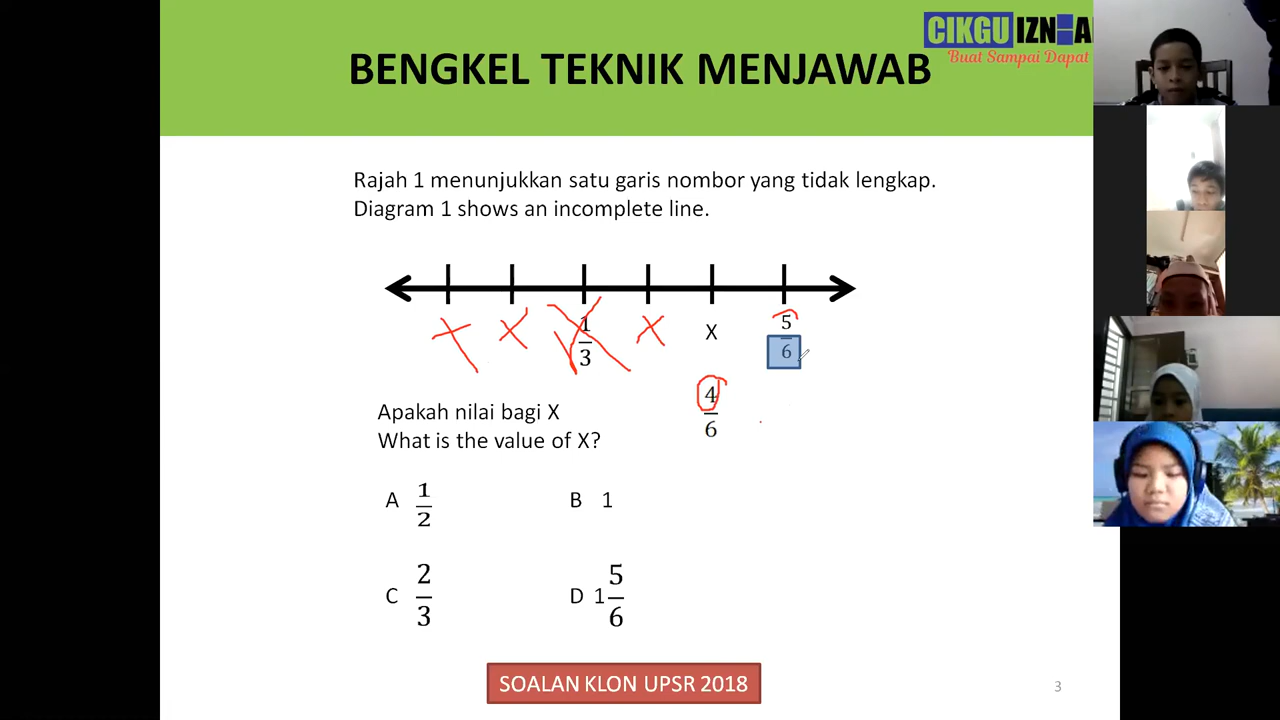 CIKGU IZN
Buat Sampai Dapat
BENGKEL TEKNIK MENJAWAB
Rajah 1 menunjukkan satu garis nombor yang tidak lengkap.
Diagram 1 shows an incomplete line.
1/3 X 5/6
4/6
Apakah nilai bagi X
What is the value of X?
A 1/2 B 1
C 2/3 D 1 5/6
SOALAN KLON UPSR 2018
3